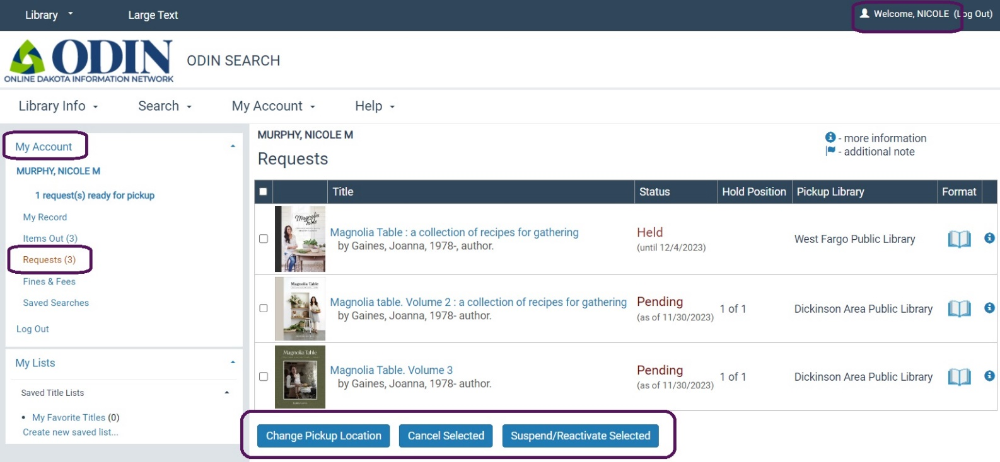 Library
Large Text
Welcome, NICOLE (Log Out)
ODIN
ONLINE DAKOTA INFORMATION NETWORK
ODIN SEARCH
Library Info
Search
My Account
Help
My Account
MURPHY, NICOLE M
1 request(s) ready for pickup
My Record
Items Out (3)
Requests (3)
Fines & Fees
Saved Searches
Log Out
My Lists
Saved Title Lists
• My Favorite Titles (0)
Create new saved list...
MURPHY, NICOLE M
Requests
- more information
- additional note
Title Status Hold Position Pickup Library Format
Magnolia Table
Magnolia Table : a collection of recipes for gathering
by Gaines, Joanna, 1978-, author.
Held
(until 12/4/2023)
West Fargo Public Library
Magnolia Table
Magnolia table. Volume 2 : a collection of recipes for gathering
by Gaines, Joanna, 1978- author.
Pending
(as of 11/30/2023)
1 of 1
Dickinson Area Public Library
Magnolia Table
Magnolia Table. Volume 3
by Gaines, Joanna, 1978- author.
Pending
(as of 11/30/2023)
1 of 1
Dickinson Area Public Library
Change Pickup Location
Cancel Selected
Suspend/Reactivate Selected